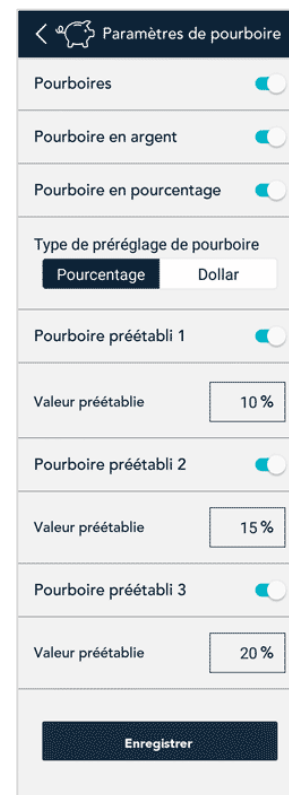 Paramètres de pourboire
Pourboires
Pourboire en argent
Pourboire en pourcentage
Type de préréglage de pourboire
Pourcentage Dollar
Pourboire préétabli 1
Valeur préétablie 10 %
Pourboire préétabli 2
Valeur préétablie 15 %
Pourboire préétabli 3
Valeur préétablie 20 %
Enregistrer